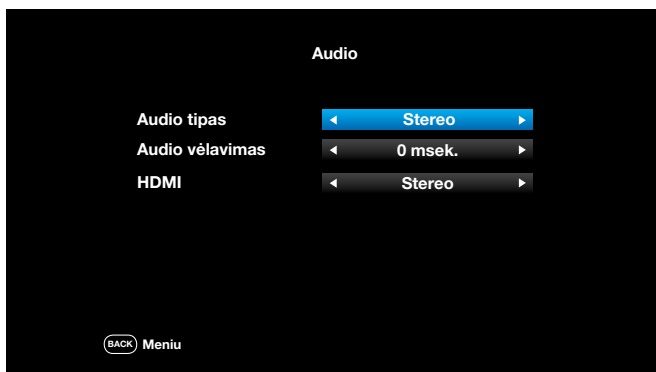 Audio
Audio tipas Stereo
Audio vėlavimas 0 msek.
HDMI Stereo
BACK Meniu